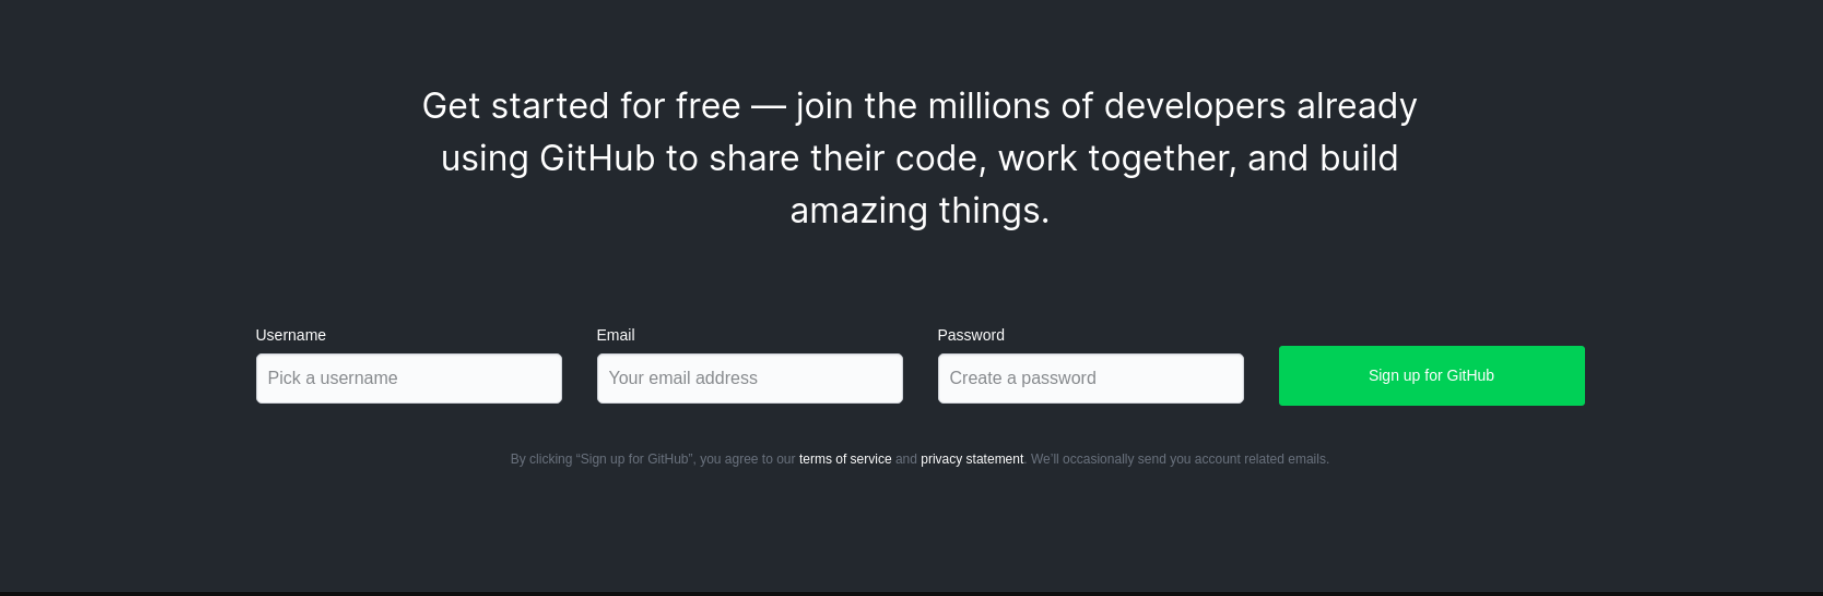 Get started for free — join the millions of developers already
using GitHub to share their code, work together, and build
amazing things.
Username
Email
Password
Pick a username
Your email address
Create a password
Sign up for GitHub
By clicking “Sign up for GitHub”, you agree to our terms of service and privacy statement. We’ll occasionally send you account related emails.